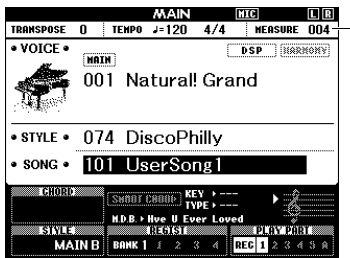 MAIN MIC L R
TRANSPOSE 0 TEMPO ♩=120 4/4 MEASURE 004
• VOICE • MAIN DSP HARMONY
001 Natural! Grand
• STYLE • 074 DiscoPhilly
• SONG • 101 UserSong1
CHORD SMART CHORD KEY ▶ ---
TYPE ▶ ---
M.D.B. ▶ Hve U Ever Loved
STYLE REGIST PLAY PART
MAIN B BANK 1 1 2 3 4 REC 1 2 3 4 5 A